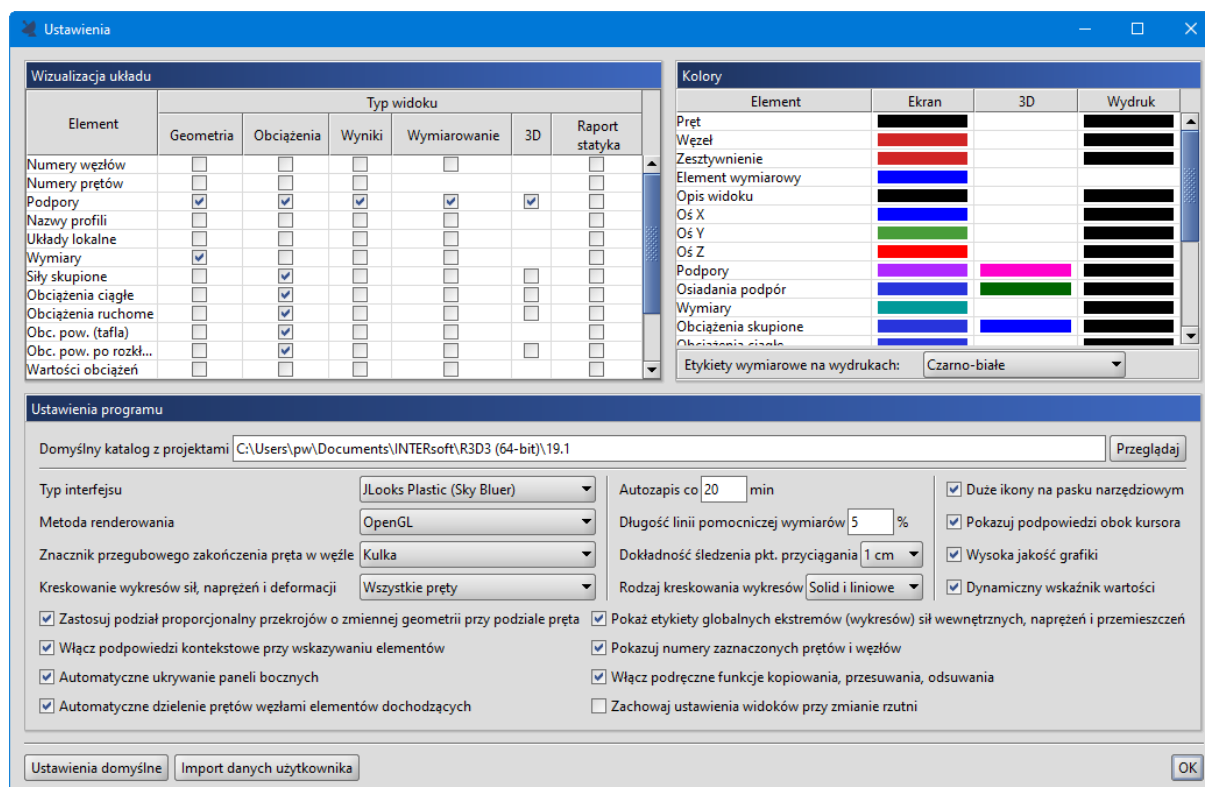 Ustawienia
Wizualizacja układu
Element
Typ widoku
Geometria Obciążenia Wyniki Wymiarowanie 3D Raport statyka
Numery węzłów
Numery prętów
Podpory
Nazwy profili
Układy lokalne
Wymiary
Siły skupione
Obciążenia ciągłe
Obciążenia ruchome
Obc. pow. (tafla)
Obc. pow. po rozkł...
Wartości obciążeń
Kolory
Element Ekran 3D Wydruk
Pręt
Węzeł
Zesztywnienie
Element wymiarowy
Opis widoku
Oś X
Oś Y
Oś Z
Podpory
Osiadania podpór
Wymiary
Obciążenia skupione
Obciążenia ciągłe
Etykiety wymiarowe na wydrukach: Czarno-białe
Ustawienia programu
Domyślny katalog z projektami C:\Users\pw\Documents\INTERsoft\R3D3 (64-bit)\19.1 Przeglądaj
Typ interfejsu JLooks Plastic (Sky Bluer) Autozapis co 20 min Duże ikony na pasku narzędziowym
Metoda renderowania OpenGL Długość linii pomocniczej wymiarów 5 % Pokazuj podpowiedzi obok kursora
Znacznik przegubowego zakończenia pręta w węźle Kulka Dokładność śledzenia pkt. przyciągania 1 cm Wysoka jakość grafiki
Kreskowanie wykresów sił, naprężeń i deformacji Wszystkie pręty Rodzaj kreskowania wykresów Solid i liniowe Dynamiczny wskaźnik wartości
Zastosuj podział proporcjonalny przekrojów o zmiennej geometrii przy podziale pręta Pokaż etykiety globalnych ekstremów (wykresów) sił wewnętrznych, naprężeń i przemieszczeń
Włącz podpowiedzi kontekstowe przy wskazywaniu elementów Pokazuj numery zaznaczonych prętów i węzłów
Automatyczne ukrywanie paneli bocznych Włącz podręczne funkcje kopiowania, przesuwania, odsuwania
Automatyczne dzielenie prętów węzłami elementów dochodzących Zachowaj ustawienia widoków przy zmianie rzutni
Ustawienia domyślne Import danych użytkownika OK